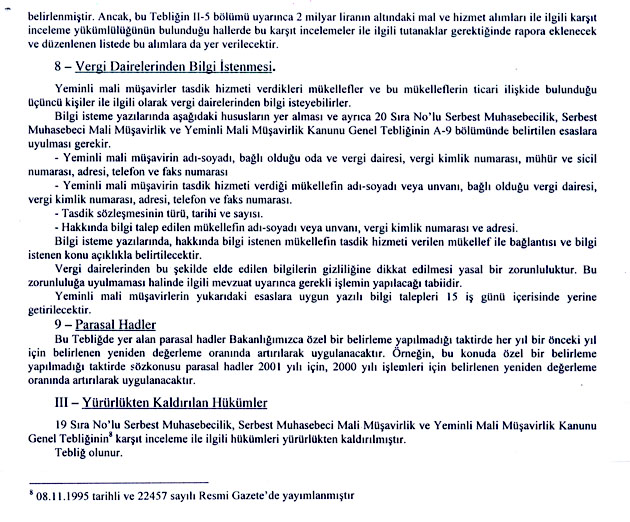 belirlenmiştir. Ancak, bu Tebliğin II-5 bölümü uyarınca 2 milyar liranın altındaki mal ve hizmet alımları ile ilgili karşıt
inceleme yükümlülüğünün bulunduğu hallerde bu karşıt incelemeler ile ilgili tutanaklar gerektiğinde rapora eklenecek
ve düzenlenen listede bu alımlara da yer verilecektir.
8 – Vergi Dairelerinden Bilgi İstenmesi.
Yeminli mali müşavirler tasdik hizmeti verdikleri mükellefler ve bu mükelleflerin ticari ilişkide bulunduğu
üçüncü kişiler ile ilgili olarak vergi dairelerinden bilgi isteyebilirler.
Bilgi isteme yazılarında aşağıdaki hususların yer alması ve ayrıca 20 Sıra No'lu Serbest Muhasebecilik, Serbest
Muhasebeci Mali Müşavirlik ve Yeminli Mali Müşavirlik Kanunu Genel Tebliğinin A-9 bölümünde belirtilen esaslara
uyulması gerekir.
- Yeminli mali müşavirin adı-soyadı, bağlı olduğu oda ve vergi dairesi, vergi kimlik numarası, mühür ve sicil
numarası, adresi, telefon ve faks numarası
- Yeminli mali müşavirin tasdik hizmeti verdiği mükellefin adı-soyadı veya unvanı, bağlı olduğu vergi dairesi,
vergi kimlik numarası, adresi, telefon ve faks numarası.
- Tasdik sözleşmesinin türü, tarihi ve sayısı.
- Hakkında bilgi talep edilen mükellefin adı-soyadı veya unvanı, vergi kimlik numarası ve adresi.
Bilgi isteme yazılarında, hakkında bilgi istenen mükellefin tasdik hizmeti verilen mükellef ile bağlantısı ve bilgi
istenen konu açıklıkla belirtilecektir.
Vergi dairelerinden bu şekilde elde edilen bilgilerin gizliliğine dikkat edilmesi yasal bir zorunluluktur. Bu
zorunluluğa uyulmaması halinde ilgili mevzuat uyarınca gerekli işlemin yapılacağı tabiidir.
Yeminli mali müşavirlerin yukarıdaki esaslara uygun yazılı bilgi talepleri 15 iş günü içerisinde yerine
getirilecektir.
9 – Parasal Hadler
Bu Tebliğde yer alan parasal hadler Bakanlığımızca özel bir belirleme yapılmadığı taktirde her yıl bir önceki yıl
için belirlenen yeniden değerleme oranında artırılarak uygulanacaktır. Örneğin, bu konuda özel bir belirleme
yapılmadığı taktirde sözkonusu parasal hadler 2001 yılı için, 2000 yılı işlemleri için belirlenen yeniden değerleme
oranında artırılarak uygulanacaktır.
III – Yürürlükten Kaldırılan Hükümler
19 Sıra No'lu Serbest Muhasebecilik, Serbest Muhasebeci Mali Müşavirlik ve Yeminli Mali Müşavirlik Kanunu
Genel Tebliğinin⁸ karşıt inceleme ile ilgili hükümleri yürürlükten kaldırılmıştır.
Tebliğ olunur.
⁸ 08.11.1995 tarihli ve 22457 sayılı Resmi Gazete'de yayımlanmıştır